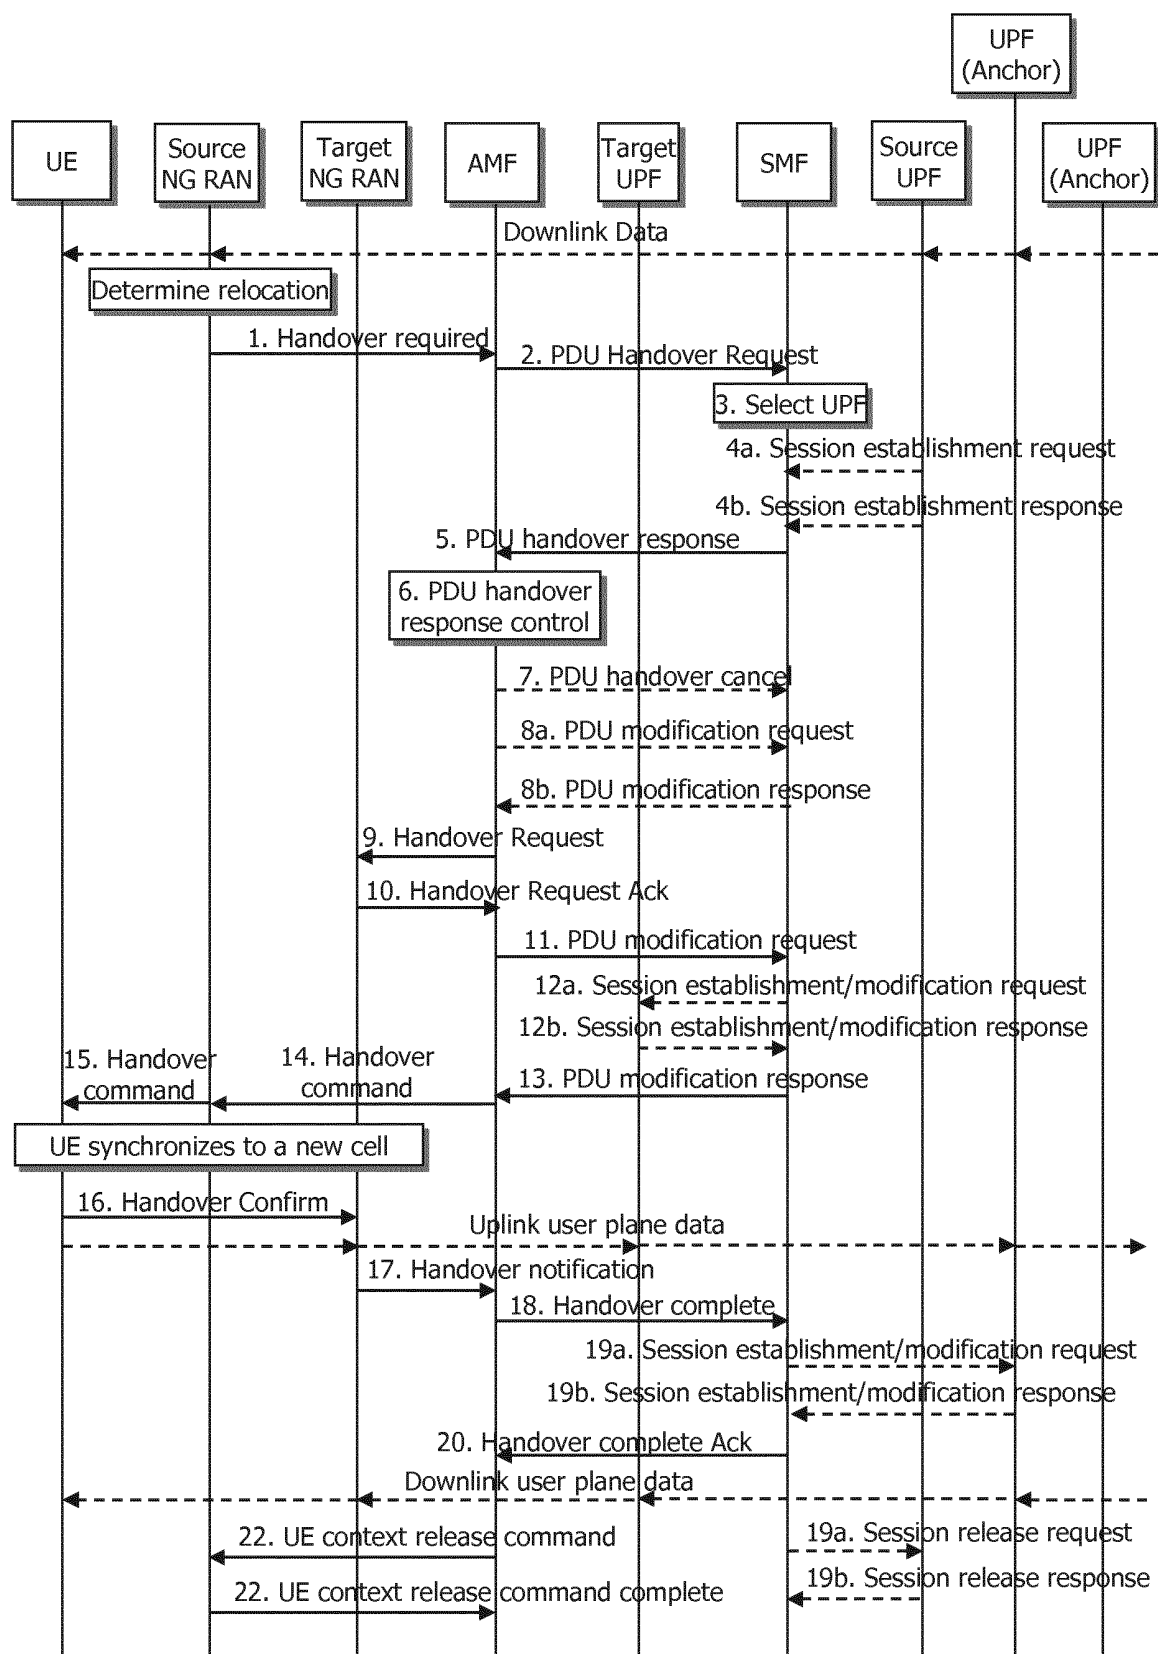 UPF
(Anchor)
UE
Source
NG RAN
Target
NG RAN
AMF
Target
UPF
SMF
Source
UPF
UPF
(Anchor)
Downlink Data
Determine relocation
1. Handover required
2. PDU Handover Request
3. Select UPF
4a. Session establishment request
4b. Session establishment response
5. PDU handover response
6. PDU handover
response control
7. PDU handover cancel
8a. PDU modification request
8b. PDU modification response
9. Handover Request
10. Handover Request Ack
11. PDU modification request
12a. Session establishment/modification request
12b. Session establishment/modification response
13. PDU modification response
14. Handover
command
15. Handover
command
UE synchronizes to a new cell
16. Handover Confirm
Uplink user plane data
17. Handover notification
18. Handover complete
19a. Session establishment/modification request
19b. Session establishment/modification response
20. Handover complete Ack
Downlink user plane data
22. UE context release command
19a. Session release request
19b. Session release response
22. UE context release command complete